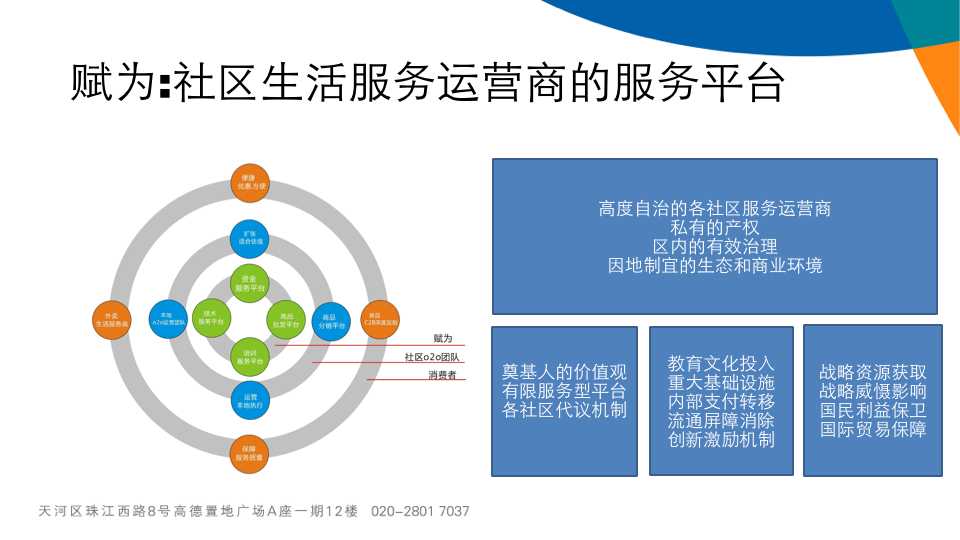 赋为:社区生活服务运营商的服务平台
便捷
优惠,方便
扩张
适合估值
资金
服务平台
外卖
生活服务类
本地
o2o运营团队
技术
服务平台
商品
批发平台
商品
分销平台
商品
C2B深度定制
赋为
社区o2o团队
消费者
培训
服务平台
运营
本地执行
保障
服务质量
高度自治的各社区服务运营商
私有的产权
区内的有效治理
因地制宜的生态和商业环境
奠基人的价值观
有限服务型平台
各社区代议机制
教育文化投入
重大基础设施
内部支付转移
流通屏障消除
创新激励机制
战略资源获取
战略威慑影响
国民利益保卫
国际贸易保障
天河区珠江西路8号高德置地广场A座一期12楼 020-2801 7037